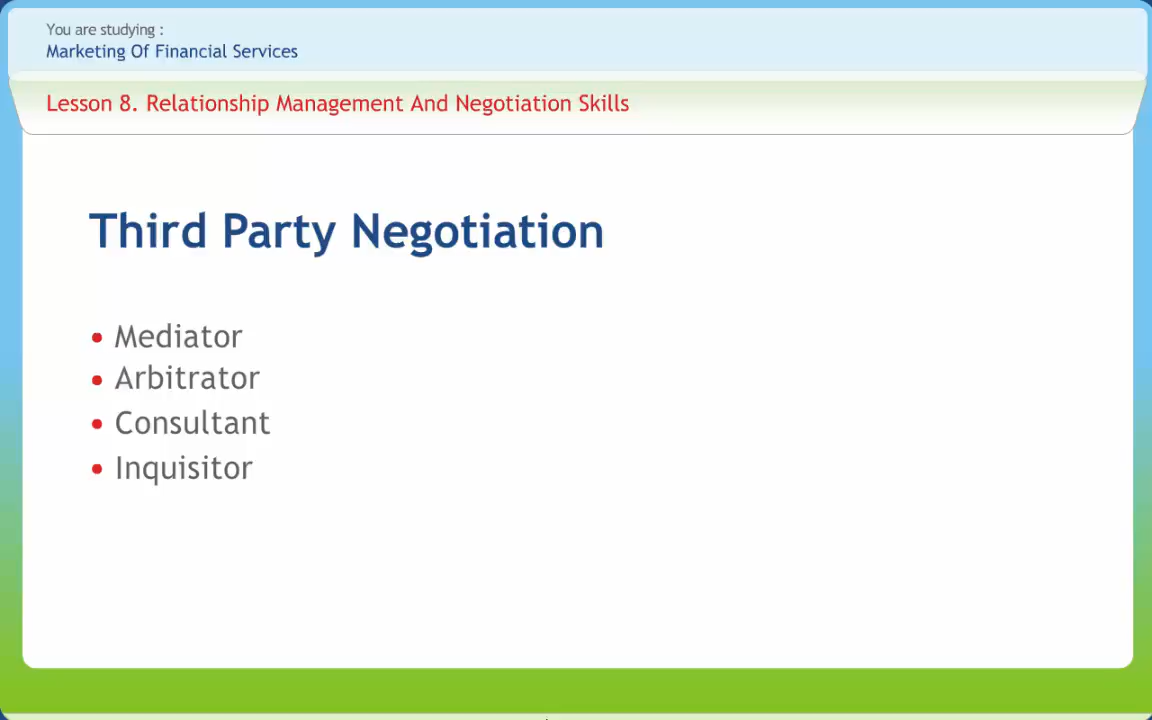 You are studying :
Marketing Of Financial Services
Lesson 8. Relationship Management And Negotiation Skills
Third Party Negotiation
• Mediator
• Arbitrator
• Consultant
• Inquisitor